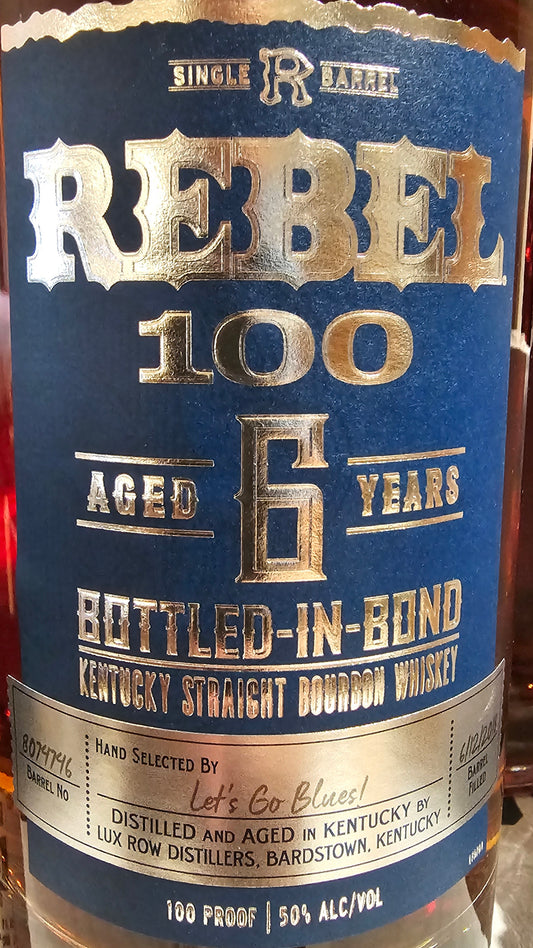 SINGLE R BARREL
REBEL
100
AGED 6 YEARS
BOTTLED-IN-BOND
KENTUCKY STRAIGHT BOURBON WHISKEY
8074746
BARREL NO
HAND SELECTED BY
Let's Go Blues!
DISTILLED AND AGED IN KENTUCKY BY
LUX ROW DISTILLERS, BARDSTOWN, KENTUCKY
BARREL
FILLED
100 PROOF | 50% ALC/VOL